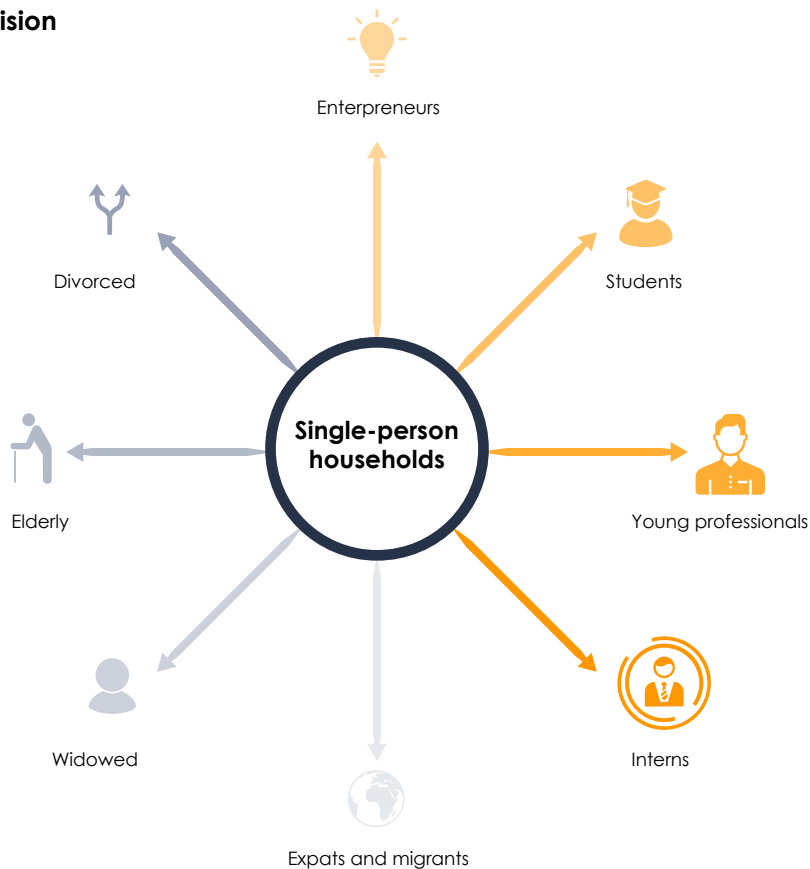 ision
Enterpreneurs
Divorced
Students
Single-person
households
Elderly
Young professionals
Widowed
Interns
Expats and migrants